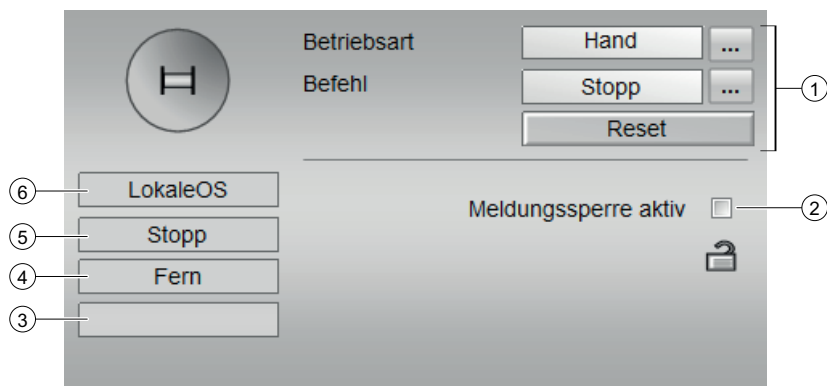 Betriebsart Hand ...
Befehl Stopp ...
Reset
1
6 LokaleOS
Meldungssperre aktiv 2
5 Stopp
4 Fern
3